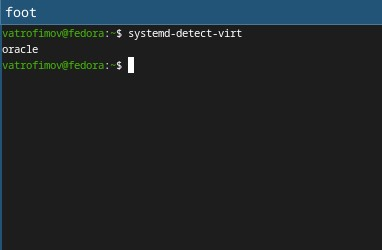 foot
vatrofimov@fedora:~$ systemd-detect-virt
oracle
vatrofimov@fedora:~$